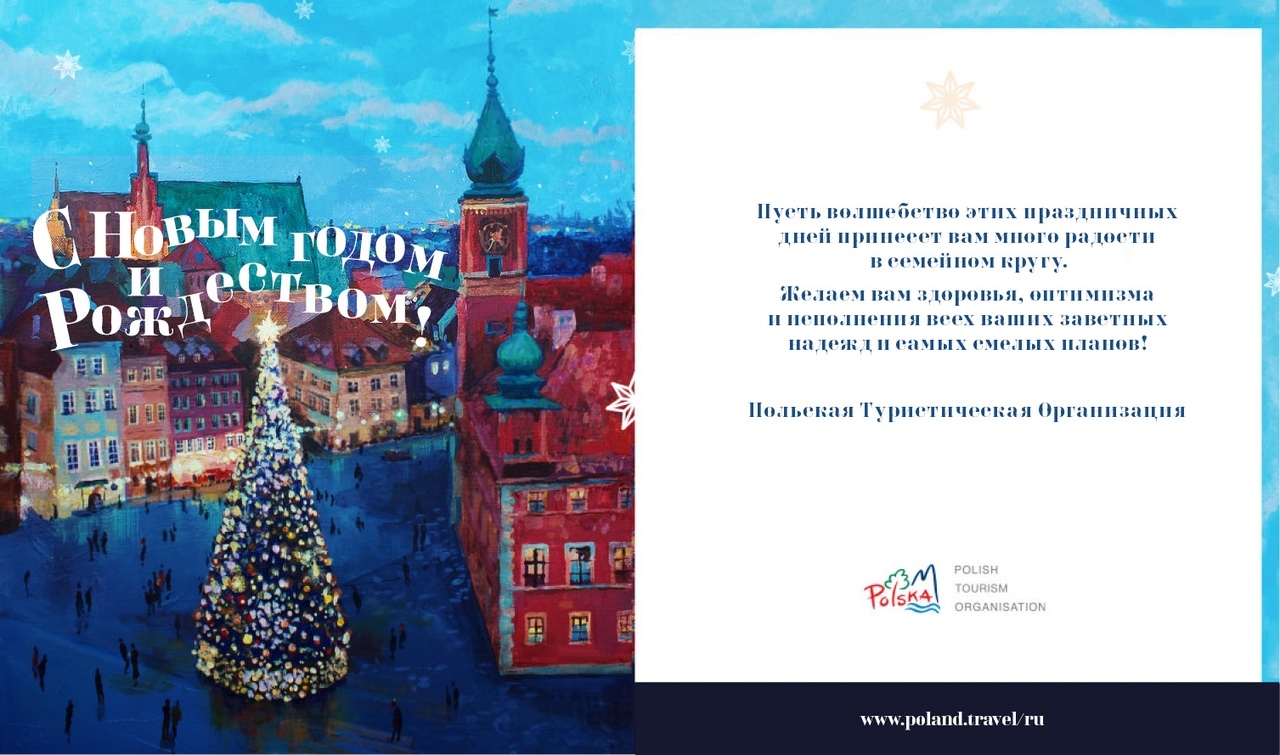 С Новым годом
и
Рождеством!
Пусть волшебство этих праздничных
дней принесет вам много радости
в семейном кругу.
Желаем вам здоровья, оптимизма
и исполнения всех ваших заветных
надежд и самых смелых планов!
Польская Туристическая Организация
Polska
POLISH
TOURISM
ORGANISATION
www.poland.travel/ru